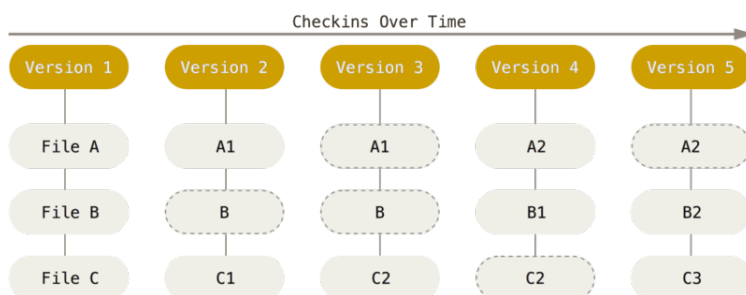 Checkins Over Time
Version 1 Version 2 Version 3 Version 4 Version 5
File A A1 A1 A2 A2
File B B B B1 B2
File C C1 C2 C2 C3